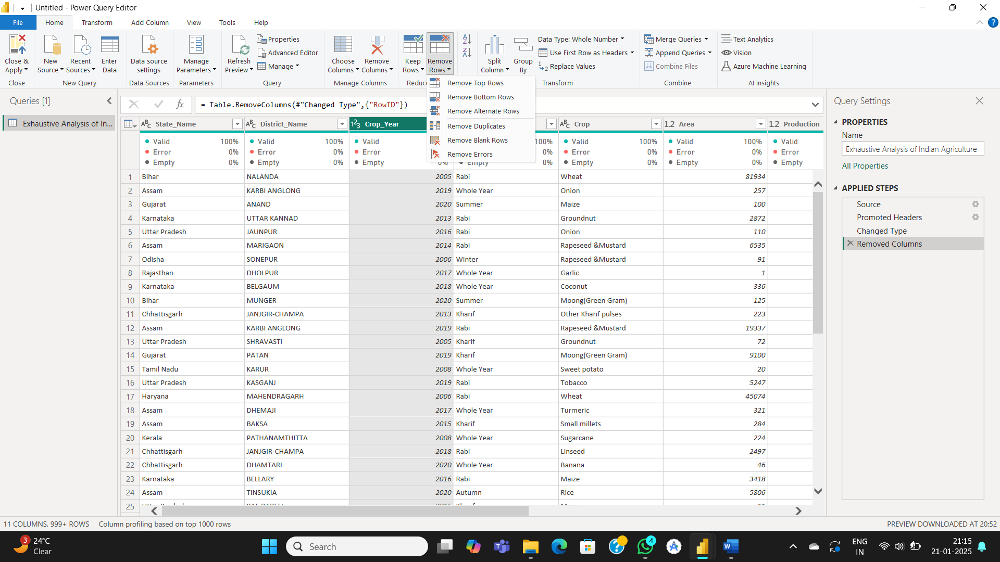 Untitled - Power Query Editor
File Home Transform Add Column View Tools Help
Close & Apply
Close
New Source
Recent Sources
Enter Data
New Query
Data source settings
Data Sources
Manage Parameters
Parameters
Refresh Preview
Properties
Advanced Editor
Manage
Query
Choose Columns
Remove Columns
Manage Columns
Keep Rows
Remove Rows
Split Column
Group By
Data Type: Whole Number
Use First Row as Headers
Replace Values
Transform
Merge Queries
Append Queries
Combine Files
Combine
Text Analytics
Vision
Azure Machine Learning
AI Insights
Remove Top Rows
Remove Bottom Rows
Remove Alternate Rows
Remove Duplicates
Remove Blank Rows
Remove Errors
Queries [1]
Exhaustive Analysis of In...
fx = Table.RemoveColumns(#"Changed Type",{"RowID"})
ABC State_Name ABC District_Name 123 Crop_Year ABC Crop 1.2 Area 1.2 Production
Valid 100% Valid 100% Valid 100% Valid 100% Valid 100% Valid
Error 0% Error 0% Error 0% Error 0% Error 0% Error
Empty 0% Empty 0% Empty 0% Empty 0% Empty 0% Empty 0% Empty
1 Bihar NALANDA 2005 Rabi Wheat 81934
2 Assam KARBI ANGLONG 2019 Whole Year Onion 257
3 Gujarat ANAND 2020 Summer Maize 100
4 Karnataka UTTAR KANNAD 2013 Rabi Groundnut 2872
5 Uttar Pradesh JAUNPUR 2016 Rabi Onion 110
6 Assam MARIGAON 2014 Rabi Rapeseed &Mustard 6535
7 Odisha SONEPUR 2006 Winter Rapeseed &Mustard 91
8 Rajasthan DHOLPUR 2017 Whole Year Garlic 1
9 Karnataka BELGAUM 2018 Whole Year Coconut 336
10 Bihar MUNGER 2020 Summer Moong(Green Gram) 125
11 Chhattisgarh JANJGIR-CHAMPA 2013 Kharif Other Kharif pulses 223
12 Assam KARBI ANGLONG 2019 Rabi Rapeseed &Mustard 19337
13 Uttar Pradesh SHRAVASTI 2005 Kharif Groundnut 72
14 Gujarat PATAN 2019 Kharif Moong(Green Gram) 9100
15 Tamil Nadu KARUR 2008 Whole Year Sweet potato 20
16 Uttar Pradesh KASGANJ 2019 Rabi Tobacco 5247
17 Haryana MAHENDRAGARH 2006 Rabi Wheat 45074
18 Assam DHEMAJI 2017 Whole Year Turmeric 321
19 Assam BAKSA 2015 Kharif Small millets 284
20 Kerala PATHANAMTHITTA 2008 Whole Year Sugarcane 224
21 Chhattisgarh JANJGIR-CHAMPA 2018 Rabi Linseed 2497
22 Chhattisgarh DHAMTARI 2020 Whole Year Banana 46
23 Karnataka BELLARY 2016 Rabi Maize 3418
24 Assam TINSUKIA 2020 Autumn Rice 5806
25
Query Settings
PROPERTIES
Name
Exhaustive Analysis of Indian Agriculture
All Properties
APPLIED STEPS
Source
Promoted Headers
Changed Type
Removed Columns
11 COLUMNS, 999+ ROWS Column profiling based on top 1000 rows PREVIEW DOWNLOADED AT 20:52
3 24°C
Clear
Search
4
ENG
IN
21:15
21-01-2025